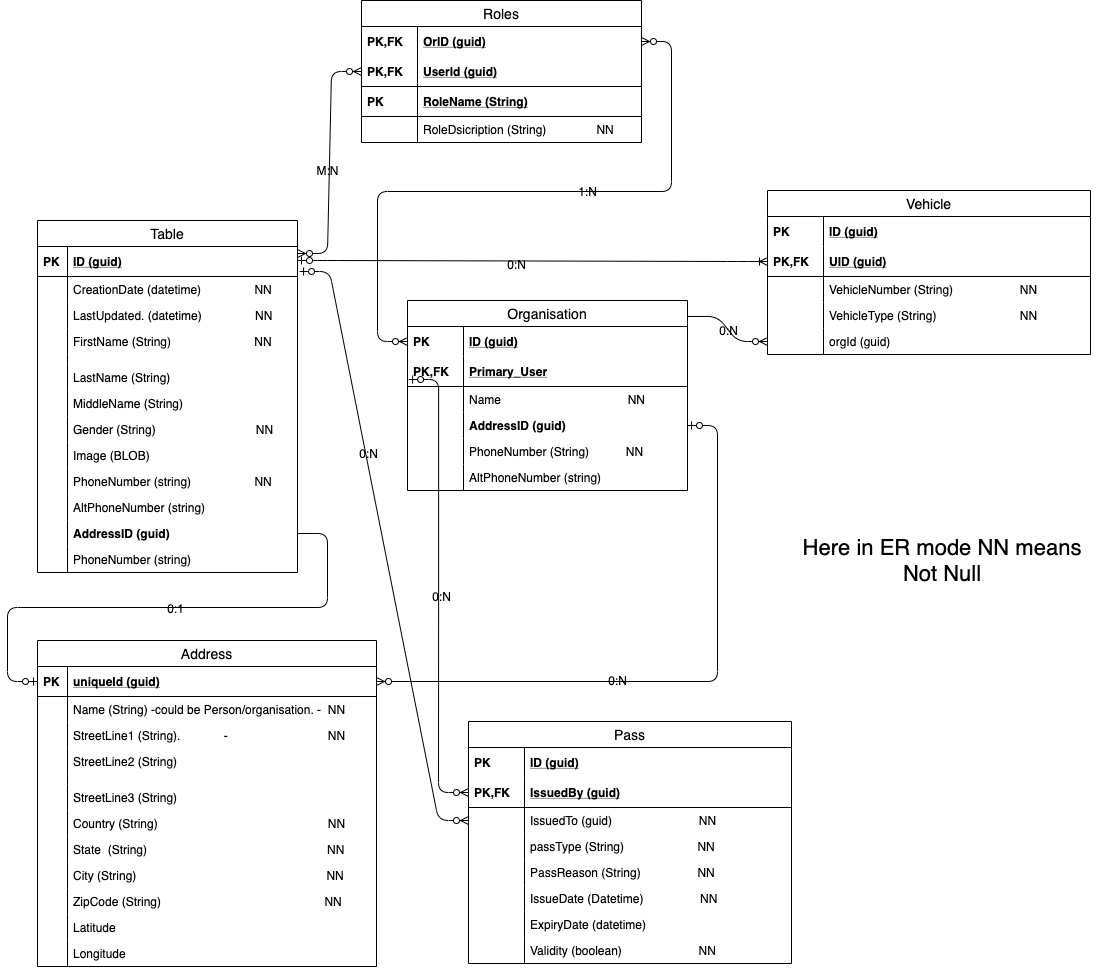 Roles
PK,FK OrID (guid)
PK,FK UserId (guid)
PK RoleName (String)
RoleDsicription (String) NN
M:N
1:N
Table
PK ID (guid)
CreationDate (datetime) NN
LastUpdated. (datetime) NN
FirstName (String) NN
LastName (String)
MiddleName (String)
Gender (String) NN
Image (BLOB)
PhoneNumber (string) NN
AltPhoneNumber (string)
AddressID (guid)
PhoneNumber (string)
0:N
Vehicle
PK ID (guid)
PK,FK UID (guid)
VehicleNumber (String) NN
VehicleType (String) NN
orgId (guid)
Organisation
PK ID (guid)
PK,FK Primary_User
Name NN
AddressID (guid)
PhoneNumber (String) NN
AltPhoneNumber (string)
0:N
0:N
Here in ER mode NN means
Not Null
0:N
0:1
0:N
Address
PK uniqueId (guid)
Name (String) -could be Person/organisation. - NN
StreetLine1 (String). - NN
StreetLine2 (String)
StreetLine3 (String)
Country (String) NN
State (String) NN
City (String) NN
ZipCode (String) NN
Latitude
Longitude
Pass
PK ID (guid)
PK,FK IssuedBy (guid)
IssuedTo (guid) NN
passType (String) NN
PassReason (String) NN
IssueDate (Datetime) NN
ExpiryDate (datetime)
Validity (boolean) NN